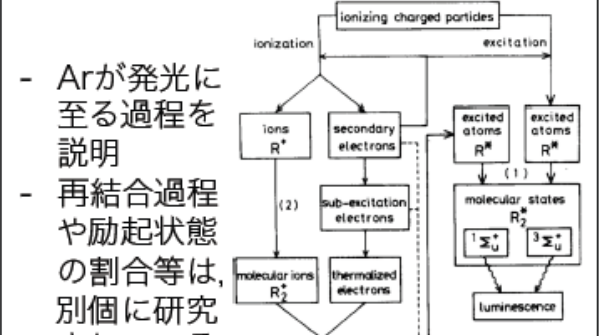 - Arが発光に
至る過程を
説明
- 再結合過程
や励起状態
の割合等は,
別個に研究
ionizing charged particles
ionization
excitation
ions
R⁺
secondary
electrons
excited
atoms
R*
excited
atoms
R*
(1)
(2)
sub-excitation
electrons
molecular states
R₂*
¹Σᵤ⁺
³Σᵤ⁺
molecular ions
R₂⁺
thermalized
electrons
luminescence